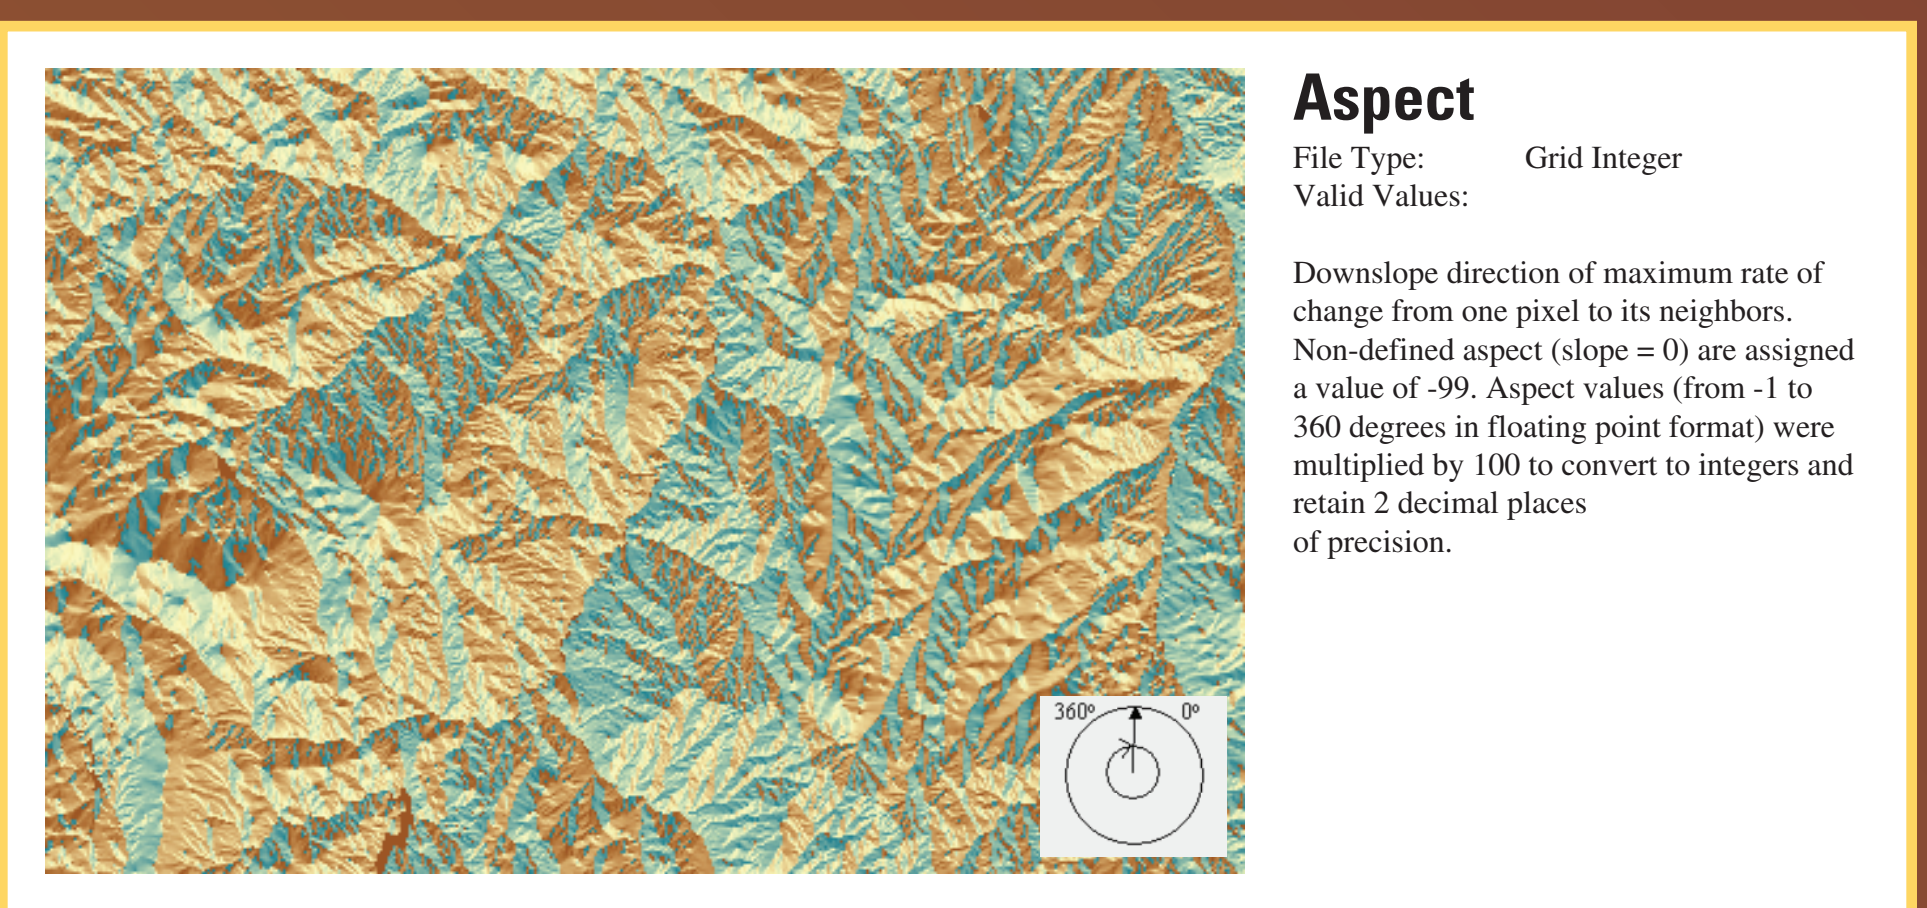 Aspect
File Type: Grid Integer
Valid Values:
Downslope direction of maximum rate of
change from one pixel to its neighbors.
Non-defined aspect (slope = 0) are assigned
a value of -99. Aspect values (from -1 to
360 degrees in floating point format) were
multiplied by 100 to convert to integers and
retain 2 decimal places
of precision.
360º 0º